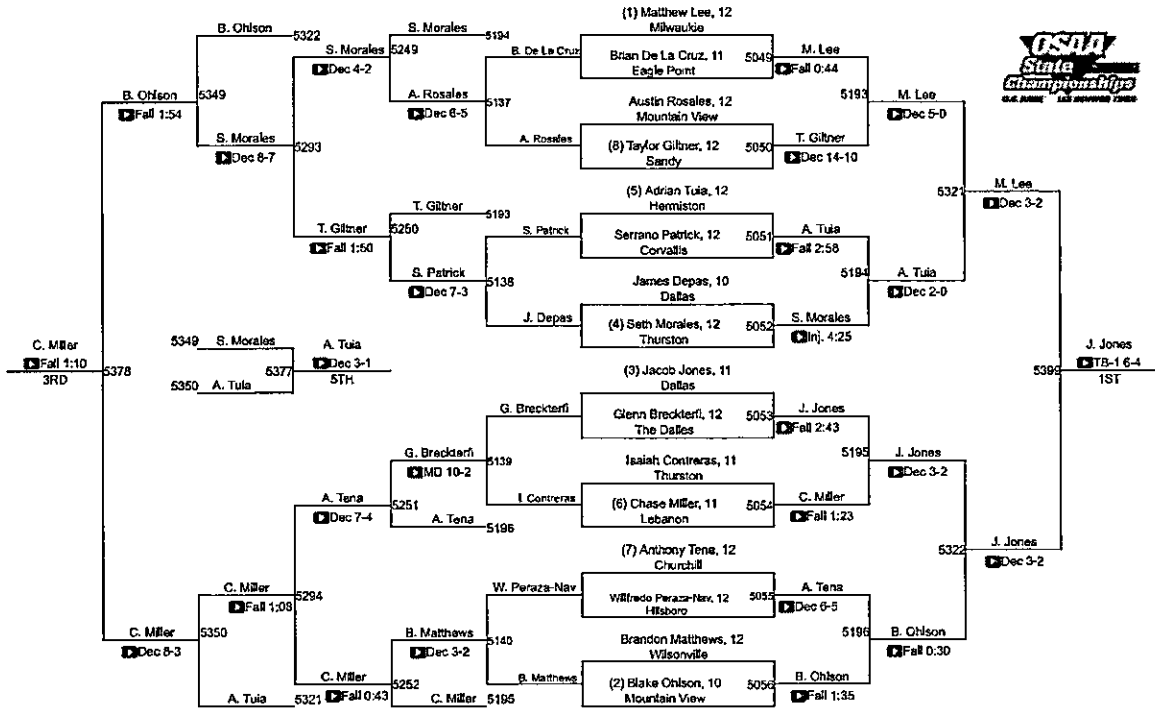 (1) Matthew Lee, 12
Milwaukie
B. De La Cruz
Brian De La Cruz, 11
5049
Eagle Point
M. Lee
Fall 0:44
Austin Rosales, 12
Mountain View
A. Rosales
(8) Taylor Giltner, 12
5050
Sandy
T. Giltner
Dec 14-10
5193
M. Lee
Dec 5-0
(5) Adrian Tuia, 12
Hermiston
S. Patrick
Serrano Patrick, 12
5051
Corvallis
A. Tuia
Fall 2:58
James Depas, 10
Dallas
J. Depas
(4) Seth Morales, 12
5052
Thurston
S. Morales
Inj. 4:25
5194
A. Tuia
Dec 2-0
5321
M. Lee
Dec 3-2
(3) Jacob Jones, 11
Dallas
G. Breckterfi
Glenn Breckterfi, 12
5053
The Dalles
J. Jones
Fall 2:43
Isaiah Contreras, 11
Thurston
I. Contreras
(6) Chase Miller, 11
5054
Lebanon
C. Miller
Fall 1:23
5195
J. Jones
Dec 3-2
(7) Anthony Tena, 12
Churchill
W. Peraza-Nav
Wilfredo Peraza-Nav, 12
5055
Hillsboro
A. Tena
Dec 6-5
Brandon Matthews, 12
Wilsonville
B. Matthews
(2) Blake Ohlson, 10
5056
Mountain View
B. Ohlson
Fall 1:35
5196
B. Ohlson
Fall 0:30
5322
J. Jones
Dec 3-2
5399
J. Jones
TB-1 6-4
1ST
S. Morales
5194
A. Rosales
Dec 6-5
5137
5249
S. Morales
Dec 4-2
T. Giltner
5193
S. Patrick
Dec 7-3
5138
5250
T. Giltner
Fall 1:50
5293
S. Morales
Dec 8-7
B. Ohlson
5322
5349
B. Ohlson
Fall 1:54
G. Breckterfi
MD 10-2
5139
A. Tena
5196
5251
A. Tena
Dec 7-4
B. Matthews
Dec 3-2
5140
C. Miller
5195
5252
C. Miller
Fall 0:43
5294
C. Miller
Fall 1:08
A. Tuia
5321
5350
C. Miller
Dec 8-3
5378
C. Miller
Fall 1:10
3RD
5349
S. Morales
5350
A. Tuia
5377
A. Tuia
Dec 3-1
5TH
OSAA
State
Championships